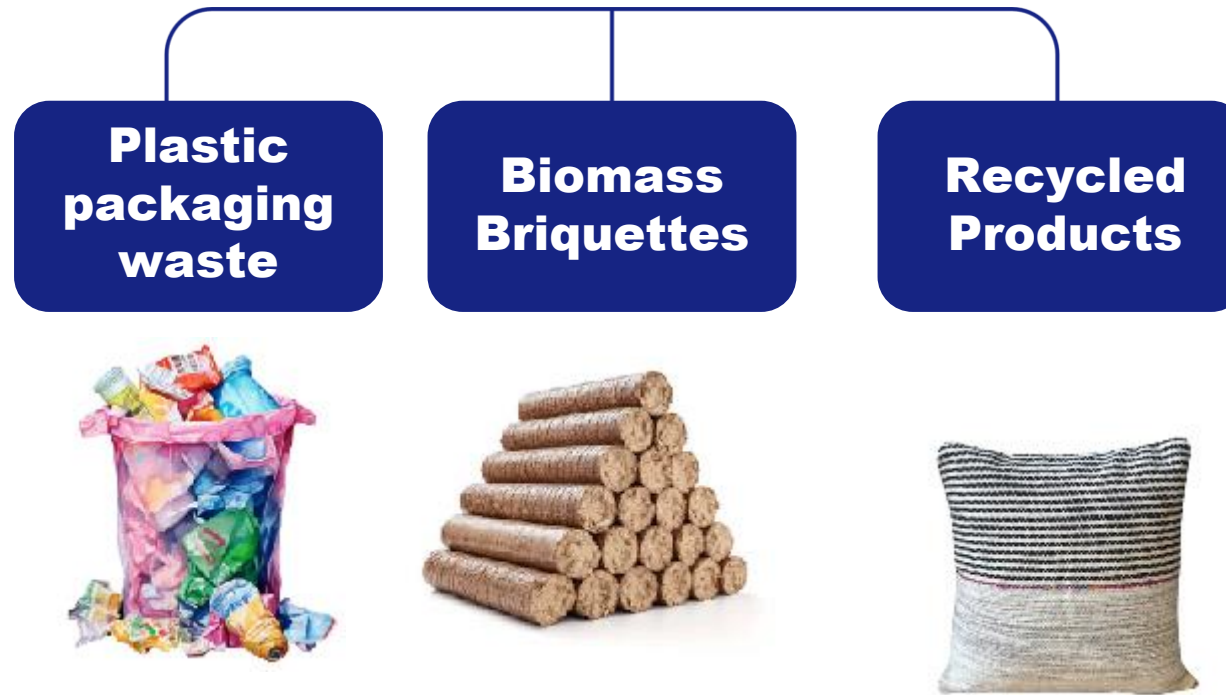 Plastic
packaging
waste
Biomass
Briquettes
Recycled
Products